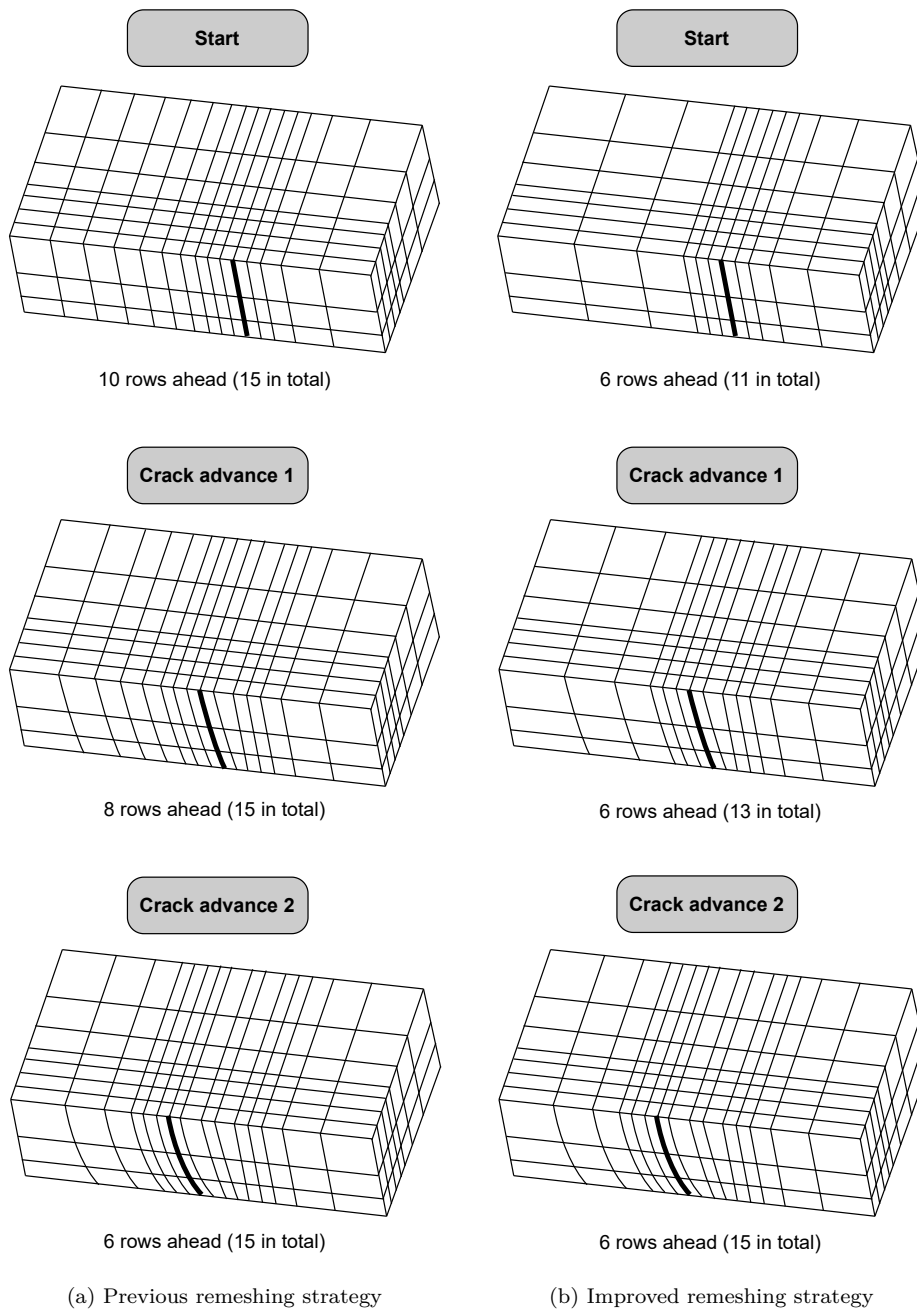 Start
Start
10 rows ahead (15 in total)
6 rows ahead (11 in total)
Crack advance 1
Crack advance 1
8 rows ahead (15 in total)
6 rows ahead (13 in total)
Crack advance 2
Crack advance 2
6 rows ahead (15 in total)
6 rows ahead (15 in total)
(a) Previous remeshing strategy
(b) Improved remeshing strategy